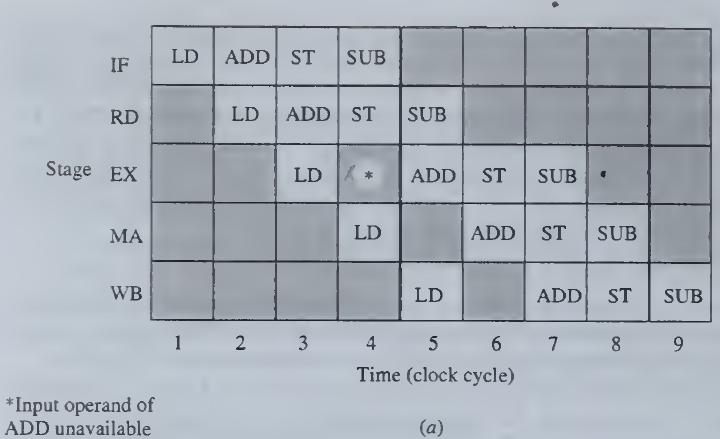 IF LD ADD ST SUB
RD LD ADD ST SUB
Stage EX LD * ADD ST SUB
MA LD ADD ST SUB
WB LD ADD ST SUB
1 2 3 4 5 6 7 8 9
Time (clock cycle)
*Input operand of
ADD unavailable
(a)